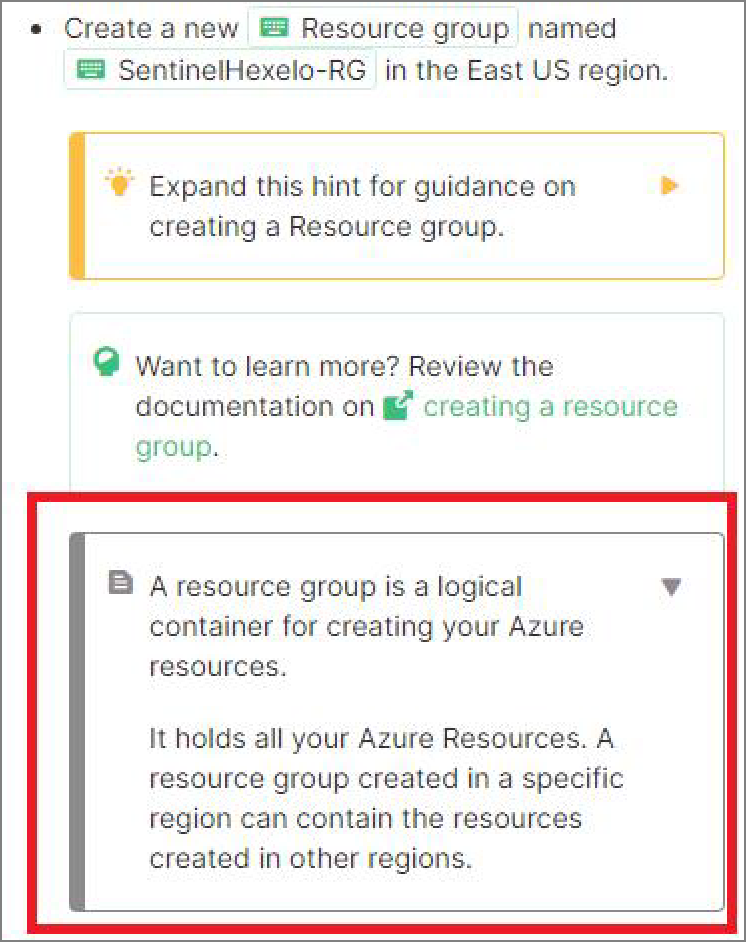 Create a new Resource group named
SentinelHexelo-RG in the East US region.
Expand this hint for guidance on
creating a Resource group.
Want to learn more? Review the
documentation on creating a resource
group.
A resource group is a logical
container for creating your Azure
resources.
It holds all your Azure Resources. A
resource group created in a specific
region can contain the resources
created in other regions.